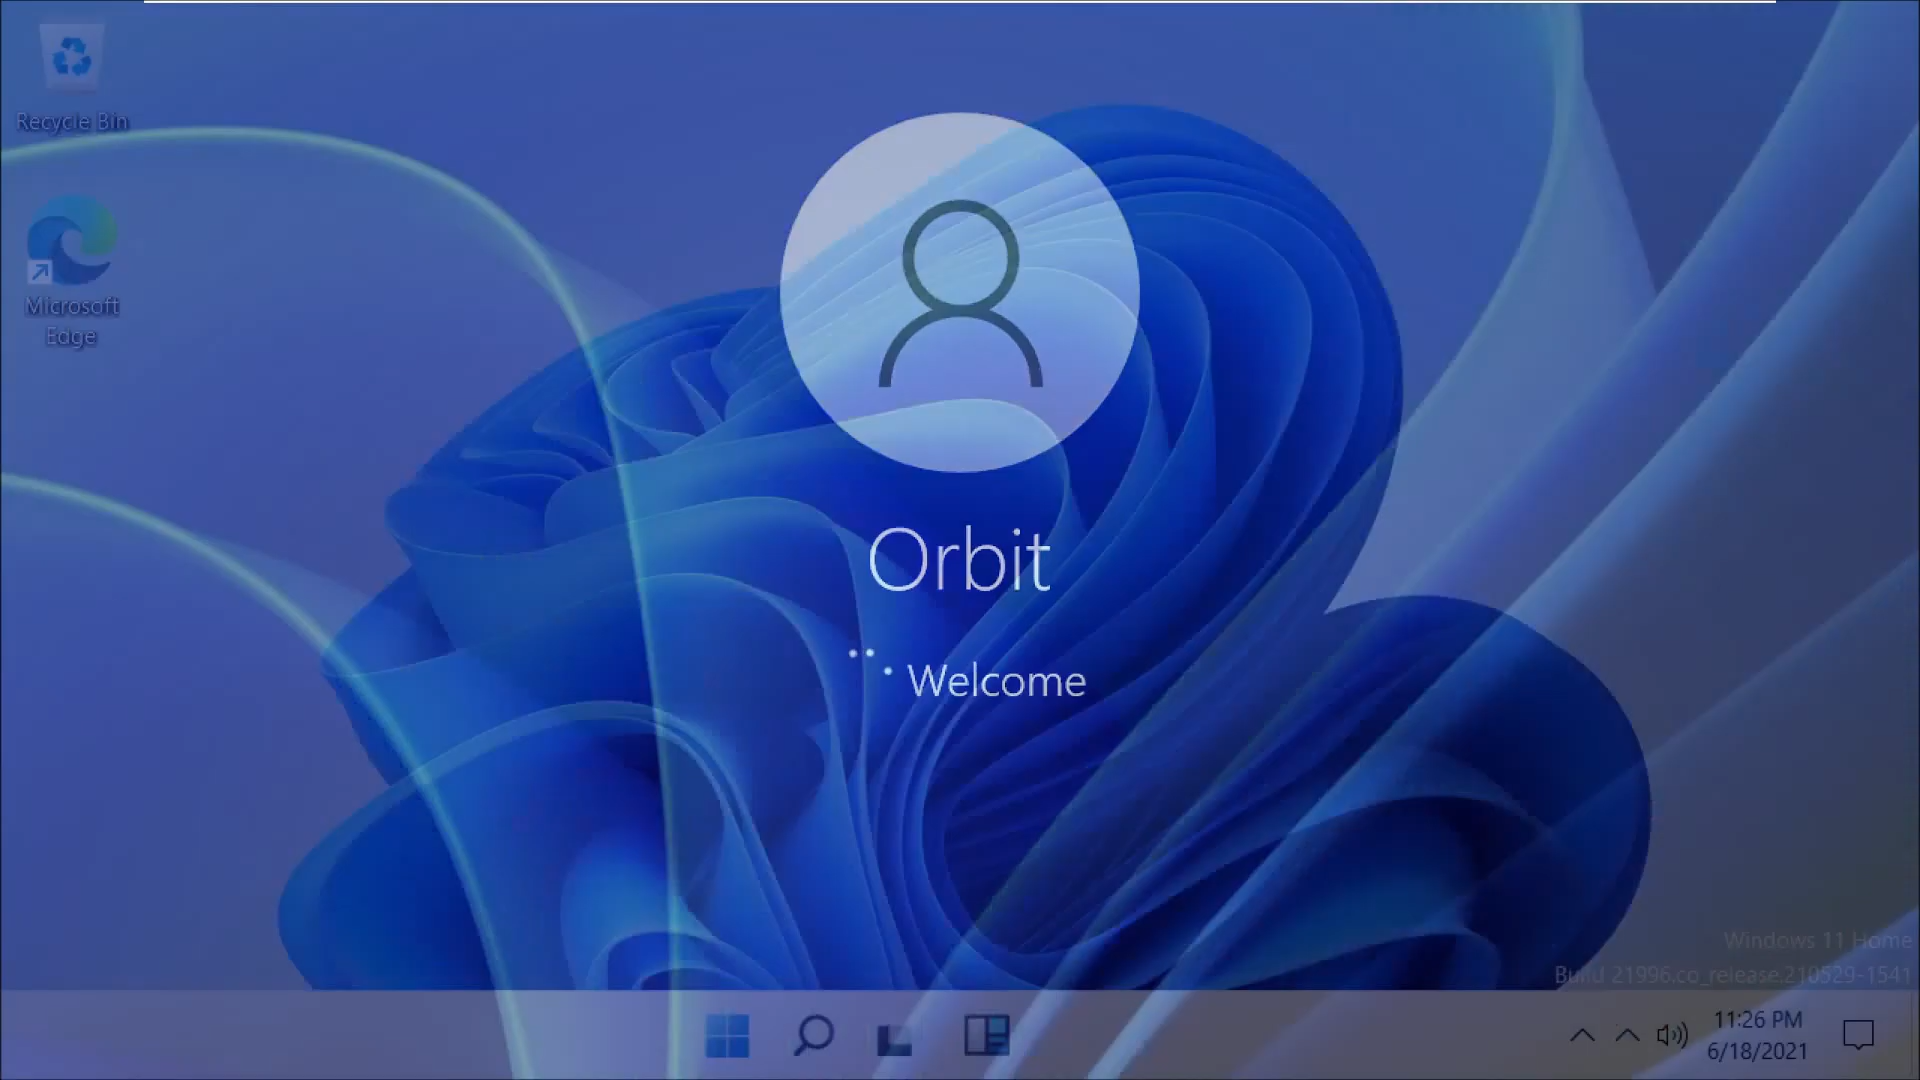 Recycle Bin
Microsoft
Edge
Orbit
Welcome
Windows 11 Home
Build 21996.co_release.210529-1541
11:26 PM
6/18/2021